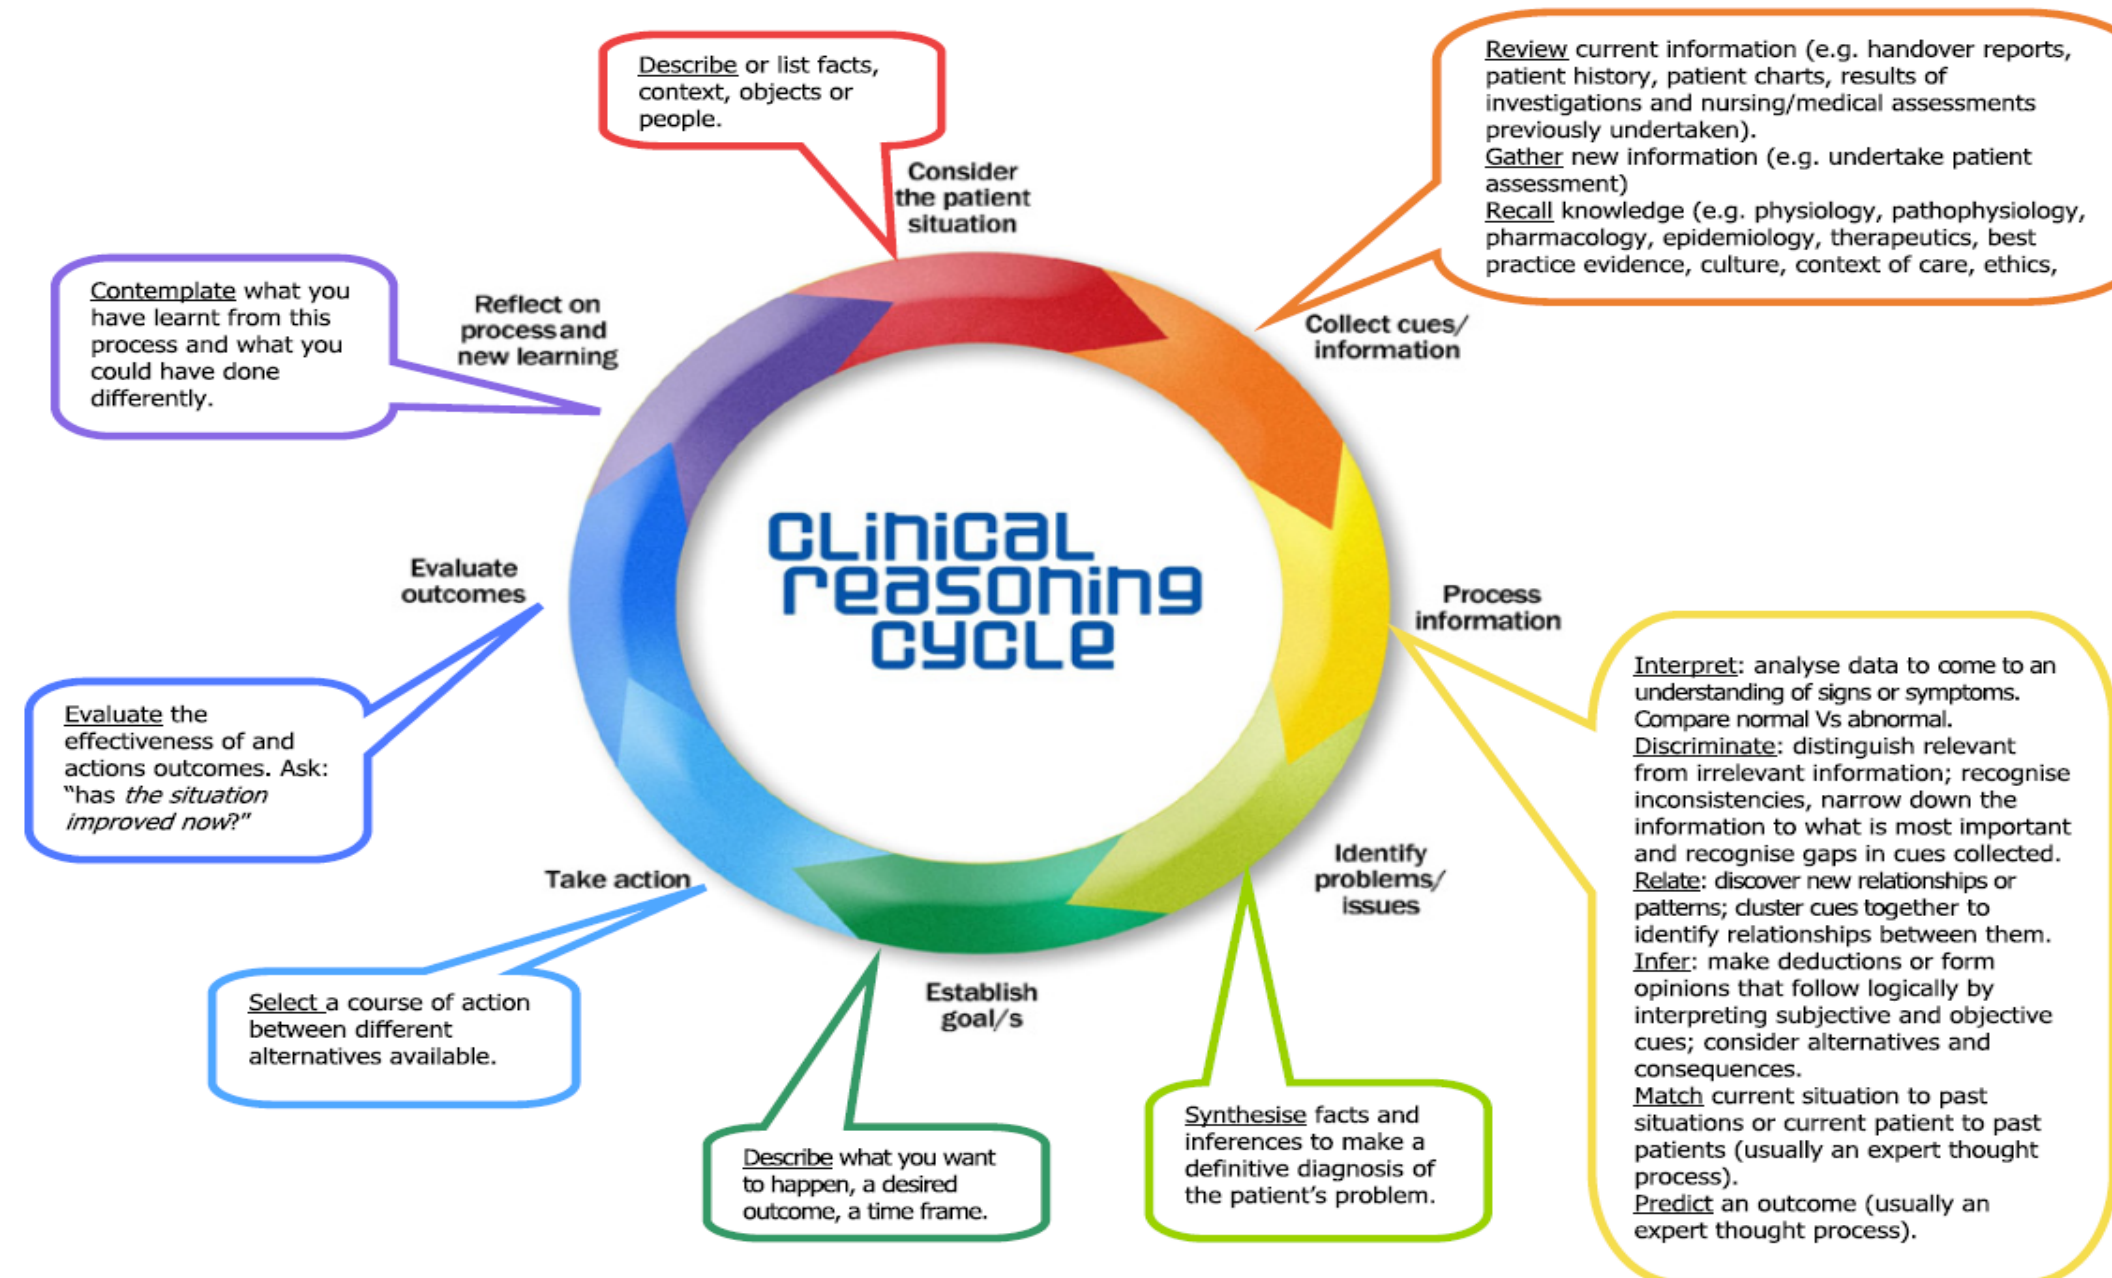 Describe or list facts,
context, objects or
people.
Consider
the patient
situation
Review current information (e.g. handover reports,
patient history, patient charts, results of
investigations and nursing/medical assessments
previously undertaken).
Gather new information (e.g. undertake patient
assessment)
Recall knowledge (e.g. physiology, pathophysiology,
pharmacology, epidemiology, therapeutics, best
practice evidence, culture, context of care, ethics,
Collect cues/
information
Process
information
Interpret: analyse data to come to an
understanding of signs or symptoms.
Compare normal Vs abnormal.
Discriminate: distinguish relevant
from irrelevant information; recognise
inconsistencies, narrow down the
information to what is most important
and recognise gaps in cues collected.
Relate: discover new relationships or
patterns; cluster cues together to
identify relationships between them.
Infer: make deductions or form
opinions that follow logically by
interpreting subjective and objective
cues; consider alternatives and
consequences.
Match current situation to past
situations or current patient to past
patients (usually an expert thought
process).
Predict an outcome (usually an
expert thought process).
Identify
problems/
issues
Synthesise facts and
inferences to make a
definitive diagnosis of
the patient's problem.
Establish
goal/s
Describe what you want
to happen, a desired
outcome, a time frame.
Take action
Select a course of action
between different
alternatives available.
Evaluate
outcomes
Evaluate the
effectiveness of and
actions outcomes. Ask:
“has the situation
improved now?”
Reflect on
process and
new learning
Contemplate what you
have learnt from this
process and what you
could have done
differently.
CLiniCaL
reasoning
CYCLe